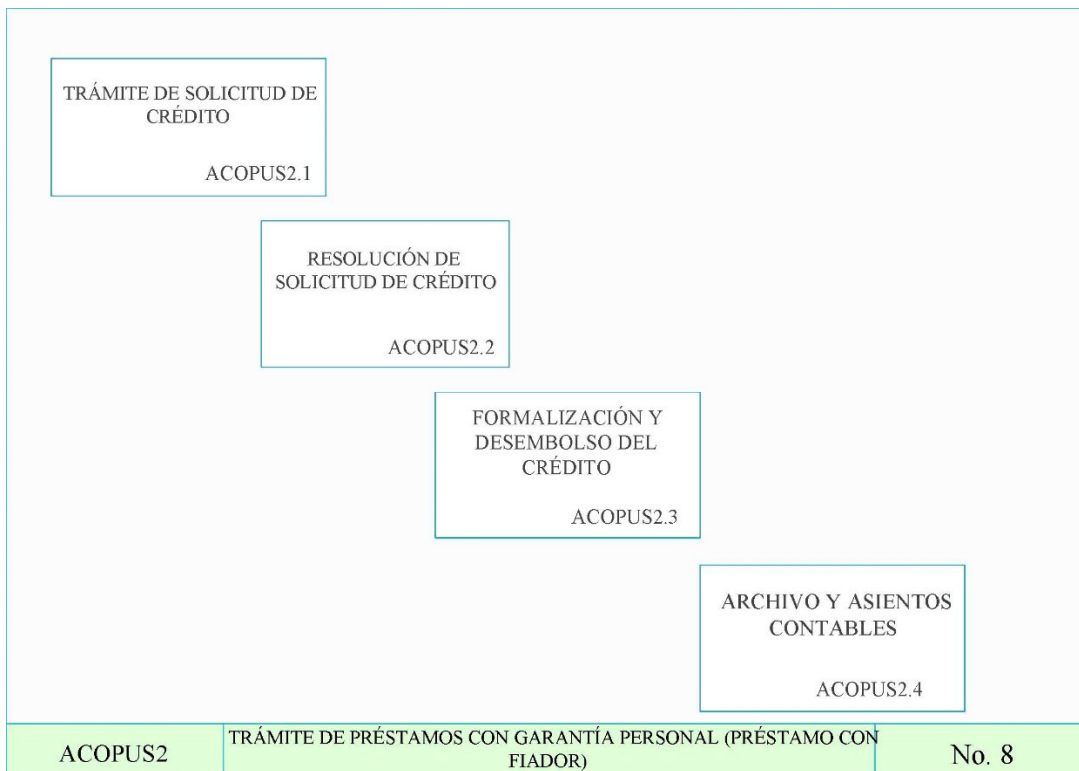 TRÁMITE DE SOLICITUD DE
CRÉDITO
ACOPUS2.1
RESOLUCIÓN DE
SOLICITUD DE CRÉDITO
ACOPUS2.2
FORMALIZACIÓN Y
DESEMBOLSO DEL
CRÉDITO
ACOPUS2.3
ARCHIVO Y ASIENTOS
CONTABLES
ACOPUS2.4
ACOPUS2
TRÁMITE DE PRÉSTAMOS CON GARANTÍA PERSONAL (PRÉSTAMO CON
FIADOR)
No. 8